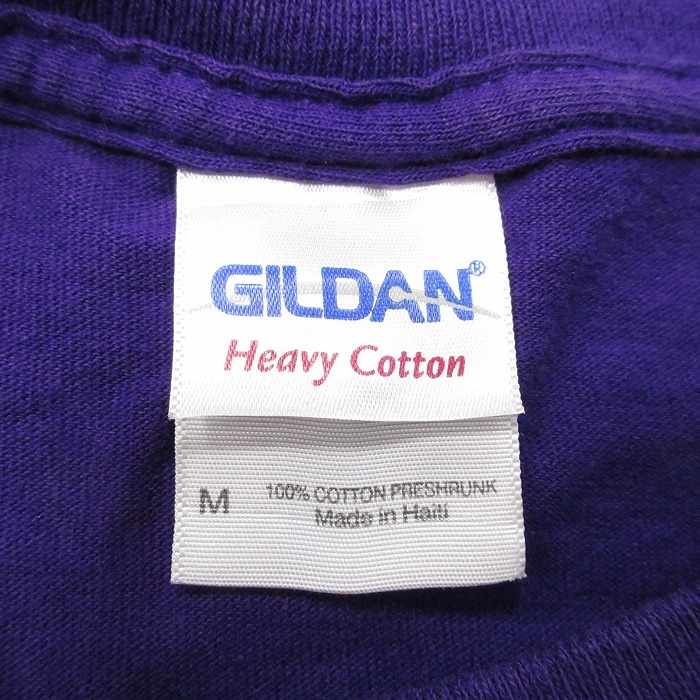 GILDAN®
Heavy Cotton
M 100% COTTON PRESHRUNK
Made in Haiti